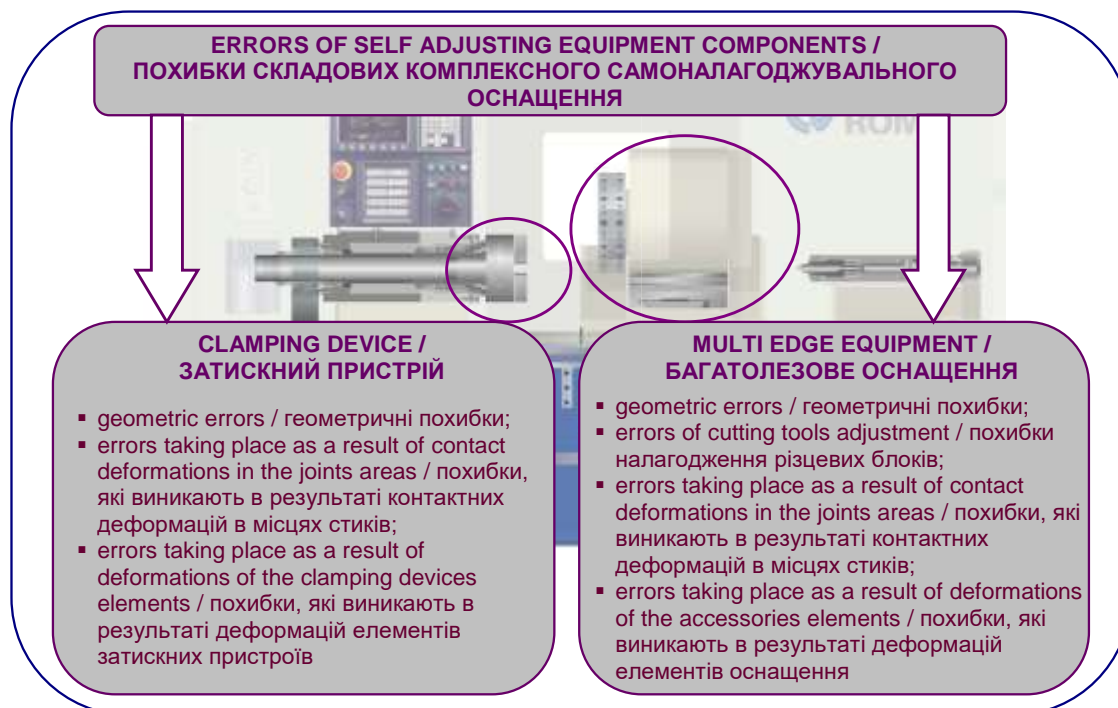 ERRORS OF SELF ADJUSTING EQUIPMENT COMPONENTS /
ПОХИБКИ СКЛАДОВИХ КОМПЛЕКСНОГО САМОНАЛАГОДЖУВАЛЬНОГО
ОСНАЩЕННЯ
ROM
CLAMPING DEVICE /
ЗАТИСКНИЙ ПРИСТРІЙ
▪ geometric errors / геометричні похибки;
▪ errors taking place as a result of contact
deformations in the joints areas / похибки,
які виникають в результаті контактних
деформацій в місцях стиків;
▪ errors taking place as a result of
deformations of the clamping devices
elements / похибки, які виникають в
результаті деформацій елементів
затискних пристроїв
MULTI EDGE EQUIPMENT /
БАГАТОЛЕЗОВЕ ОСНАЩЕННЯ
▪ geometric errors / геометричні похибки;
▪ errors of cutting tools adjustment / похибки
налагодження різцевих блоків;
▪ errors taking place as a result of contact
deformations in the joints areas / похибки, які
виникають в результаті контактних
деформацій в місцях стиків;
▪ errors taking place as a result of deformations
of the accessories elements / похибки, які
виникають в результаті деформацій
елементів оснащення